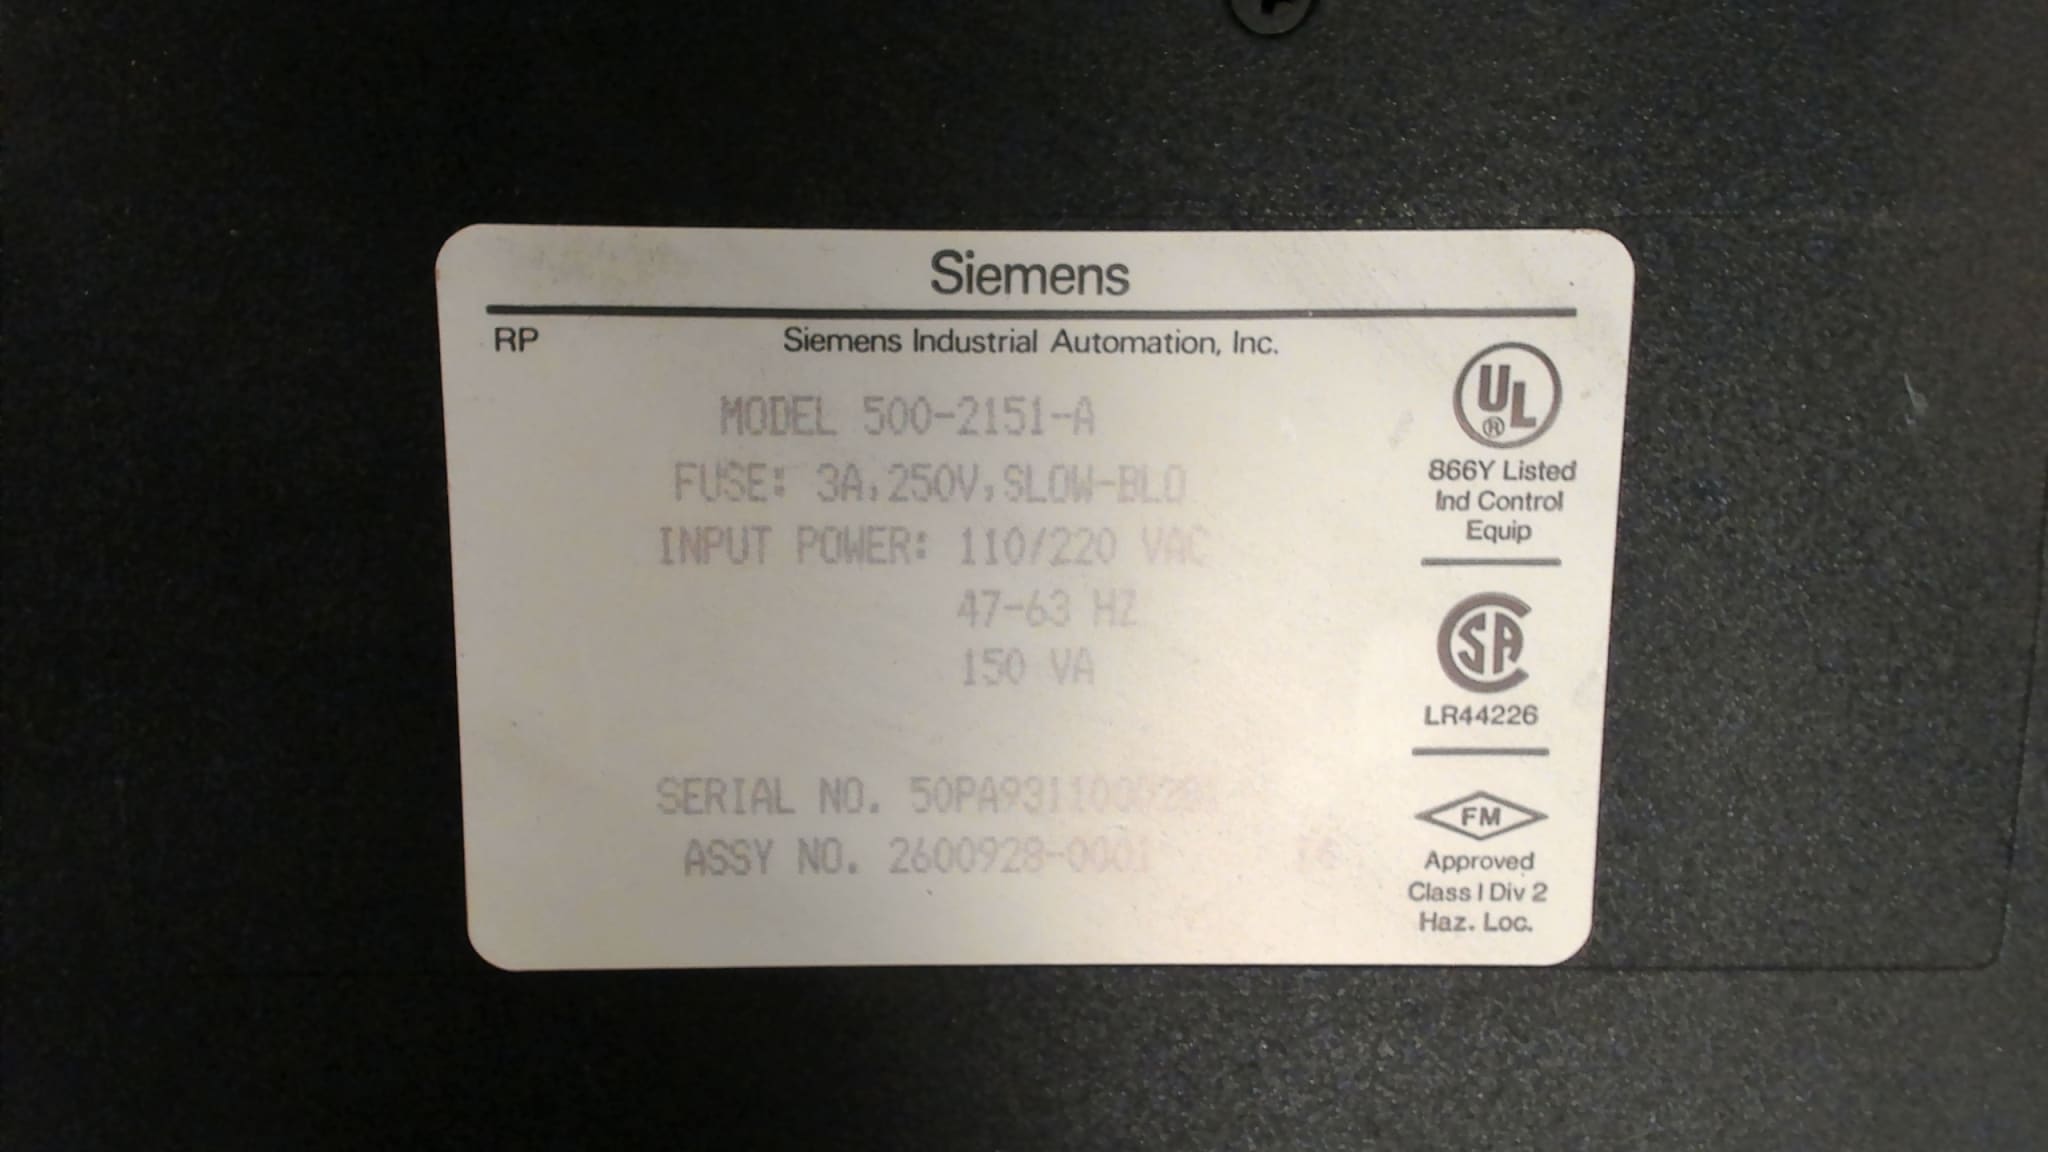 Siemens
RP
Siemens Industrial Automation, Inc.
MODEL 500-2151-A
FUSE: 3A,250V,SLOW-BLO
INPUT POWER: 110/220 VAC
47-63 HZ
150 VA
SERIAL NO.
ASSY NO. 2600928-0001
UL
®
866Y Listed
Ind Control
Equip
CSA
LR44226
FM
Approved
Class I Div 2
Haz. Loc.